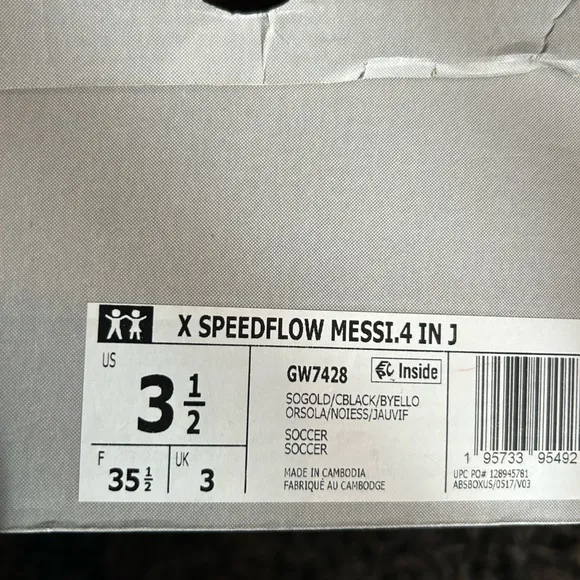 X SPEEDFLOW MESSI.4 IN J
US
3 1/2
F
35 1/2
UK
3
GW7428
Inside
SOGOLD/CBLACK/BYELLO
ORSOLA/NOIESS/JAUVIF
SOCCER
SOCCER
MADE IN CAMBODIA
FABRIQUÉ AU CAMBODGE
1 95733 95492
UPC PO# 128945781
ABSBOXUS/0517/V03